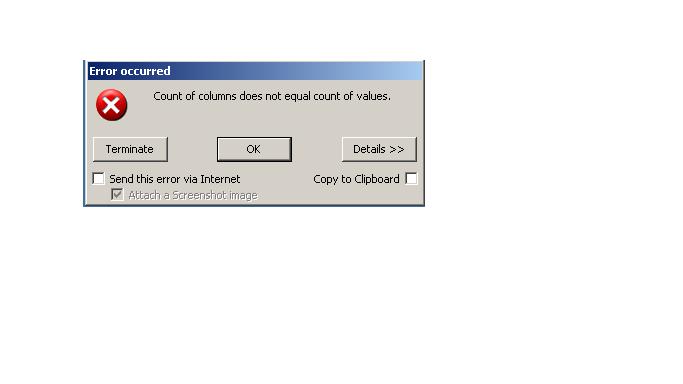 Error occurred
Count of columns does not equal count of values.
Terminate
OK
Details >>
Send this error via Internet
Copy to Clipboard
Attach a Screenshot image